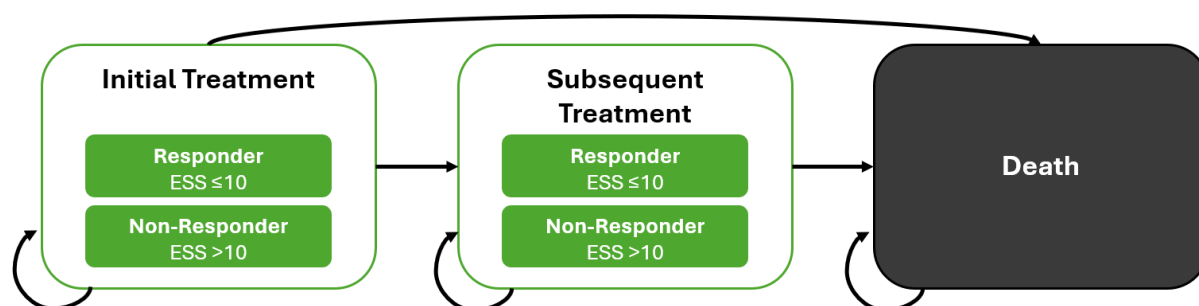 Initial Treatment
Responder
ESS ≤10
Non-Responder
ESS >10
Subsequent
Treatment
Responder
ESS ≤10
Non-Responder
ESS >10
Death